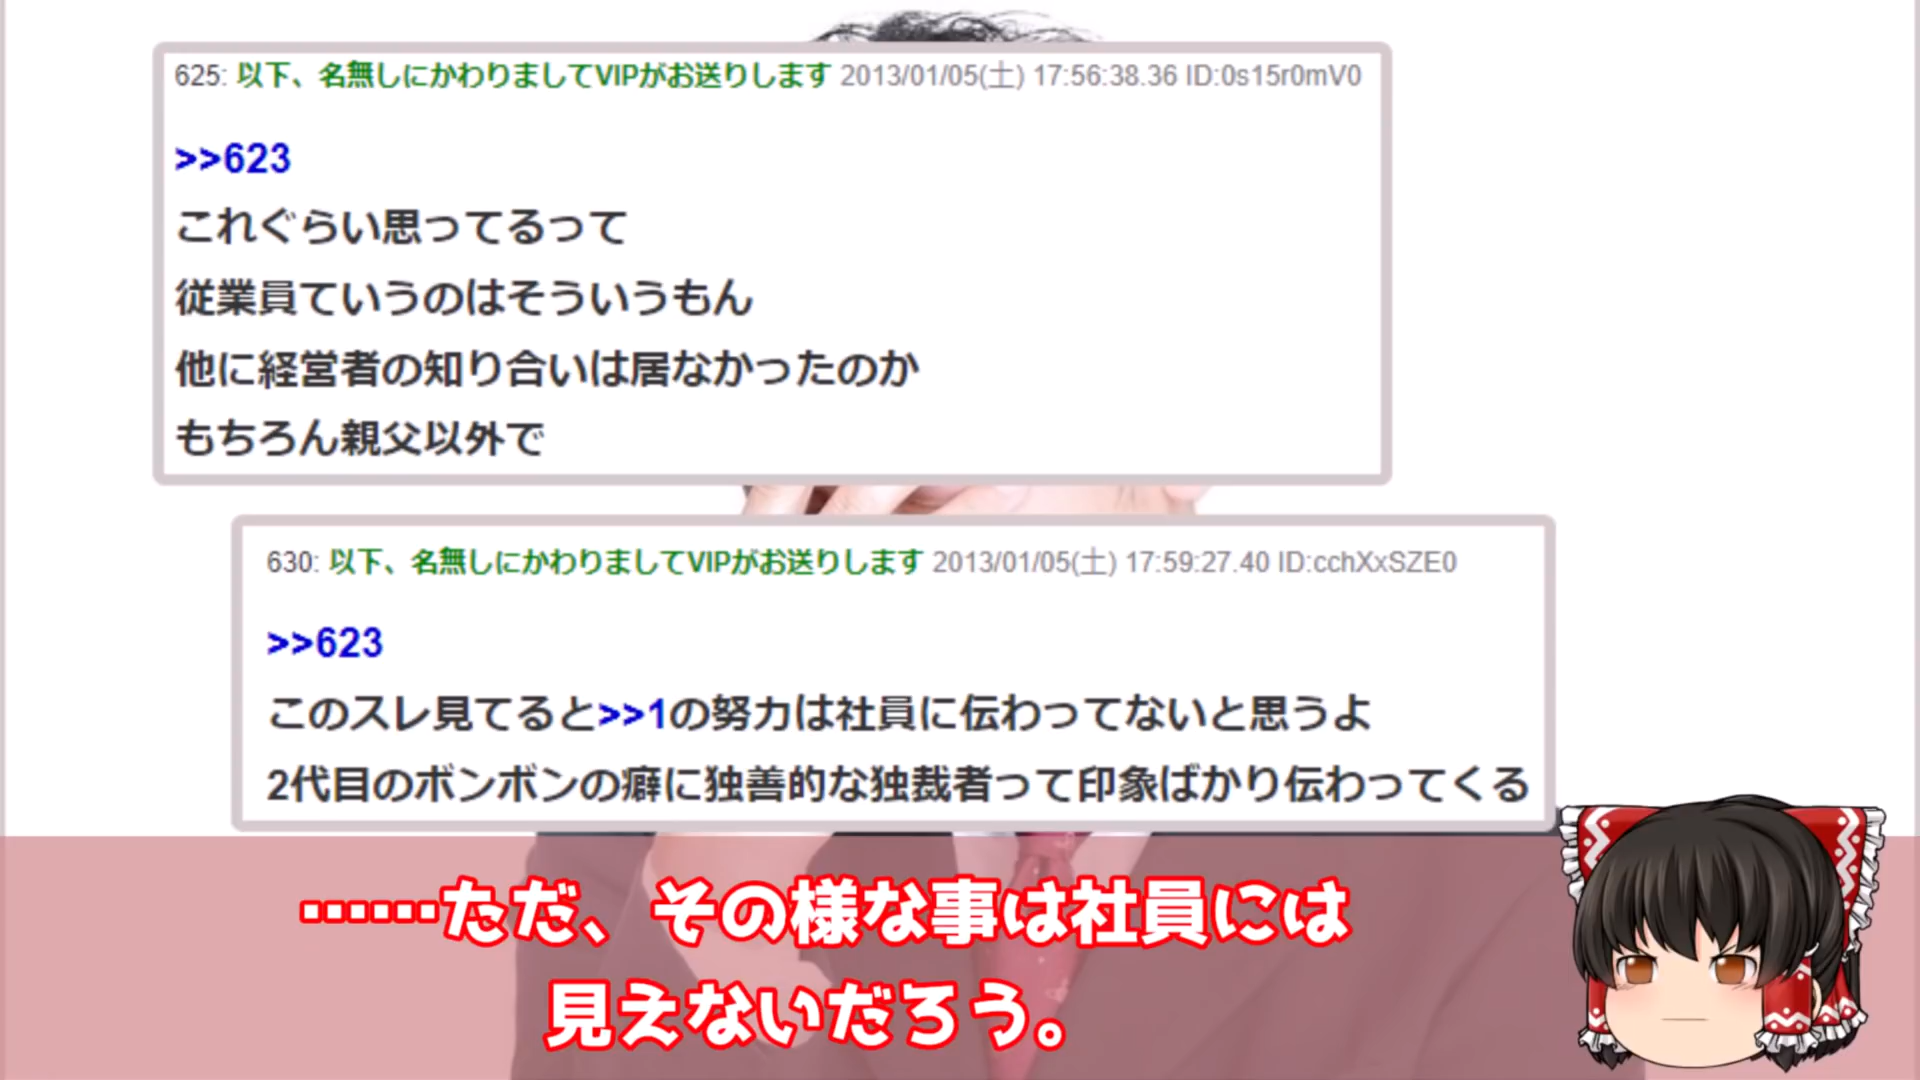 625: 以下、名無しにかわりましてVIPがお送りします 2013/01/05(土) 17:56:38.36 ID:0s15r0mV0
>>623
これぐらい思ってるって
従業員ていうのはそういうもん
他に経営者の知り合いは居なかったのか
もちろん親父以外で
630: 以下、名無しにかわりましてVIPがお送りします 2013/01/05(土) 17:59:27.40 ID:cchXxSZE0
>>623
このスレ見てると>>1の努力は社員に伝わってないと思うよ
2代目のボンボンの癖に独善的な独裁者って印象ばかり伝わってくる
……ただ、その様な事は社員には
見えないだろう。